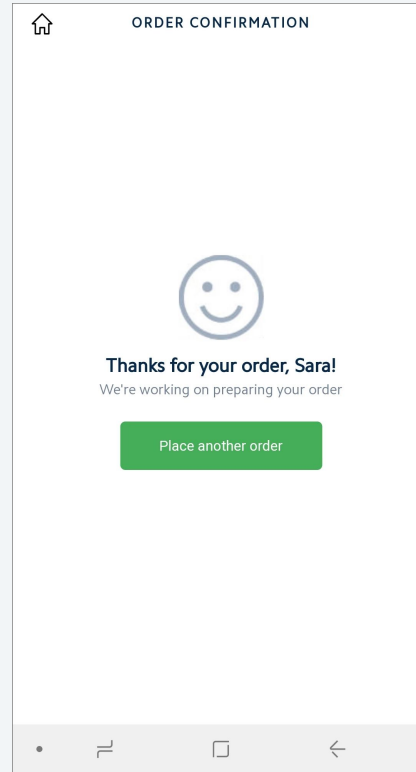 ORDER CONFIRMATION
Thanks for your order, Sara!
We're working on preparing your order
Place another order